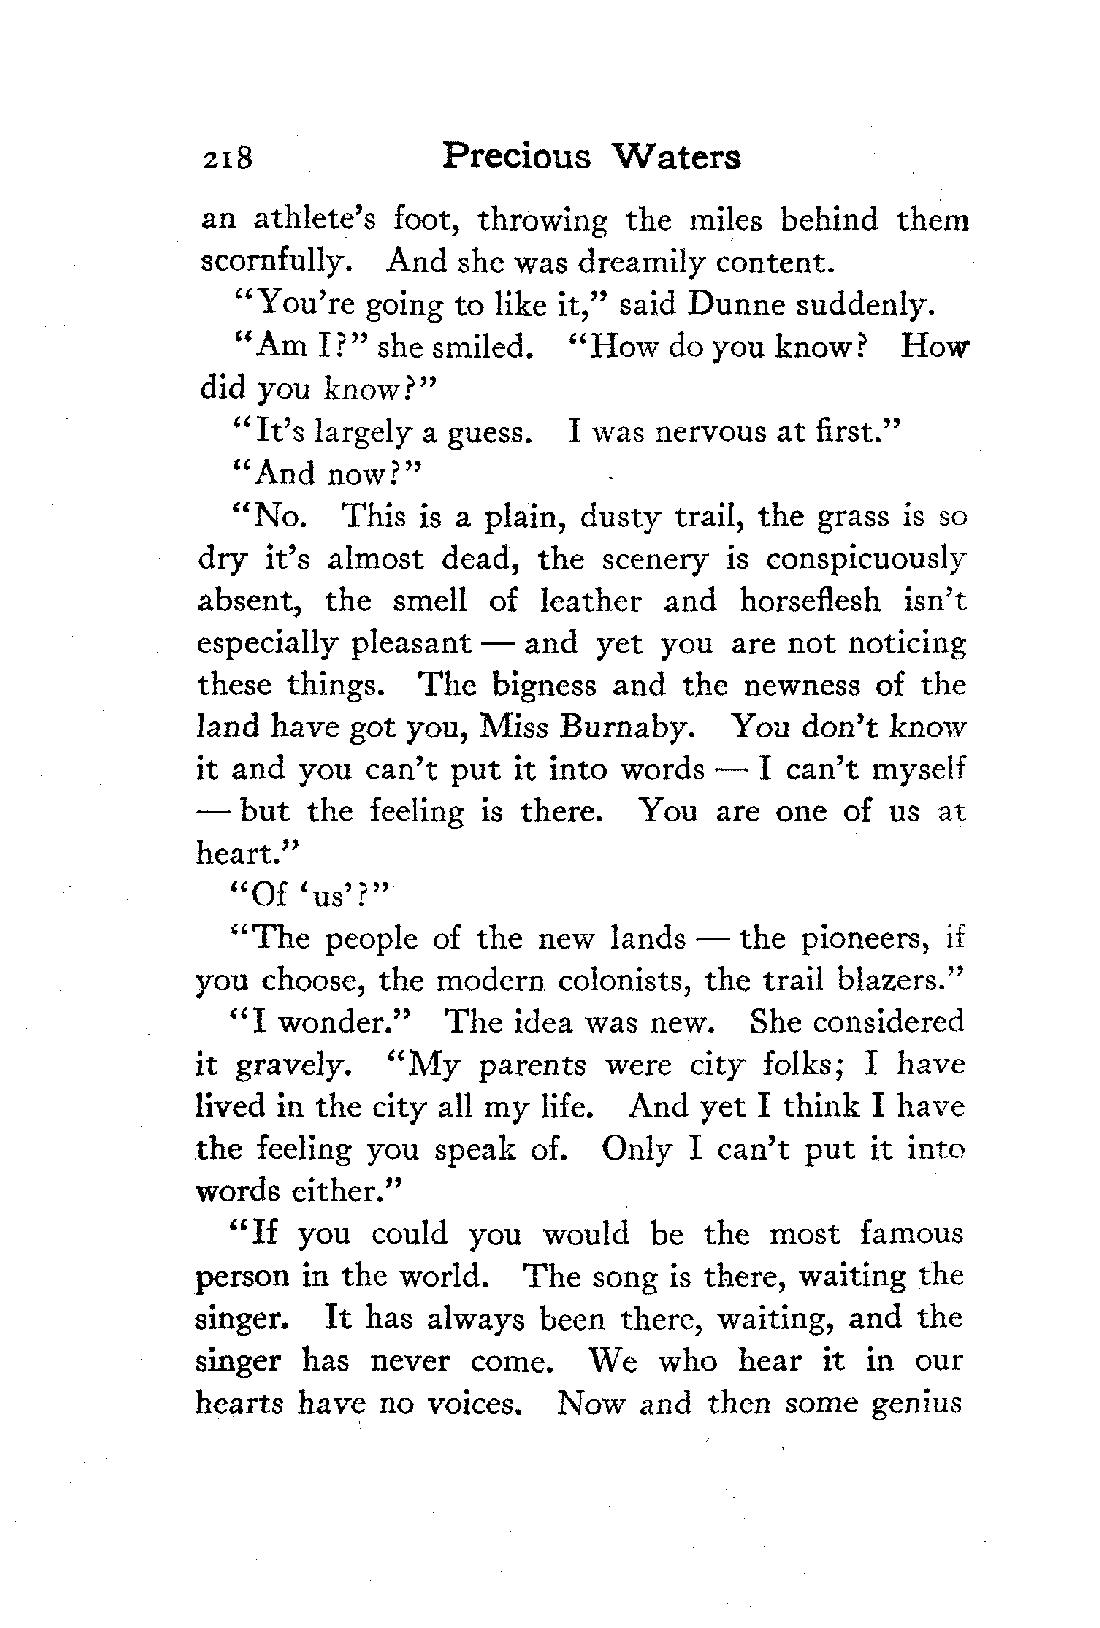 218 Precious Waters
an athlete's foot, throwing the miles behind them
scornfully. And she was dreamily content.
"You're going to like it," said Dunne suddenly.
"Am I?" she smiled. "How do you know? How
did you know?"
"It's largely a guess. I was nervous at first."
"And now?"
"No. This is a plain, dusty trail, the grass is so
dry it's almost dead, the scenery is conspicuously
absent, the smell of leather and horseflesh isn't
especially pleasant — and yet you are not noticing
these things. The bigness and the newness of the
land have got you, Miss Burnaby. You don't know
it and you can't put it into words — I can't myself
— but the feeling is there. You are one of us at
heart."
"Of 'us'?"
"The people of the new lands — the pioneers, if
you choose, the modern colonists, the trail blazers."
"I wonder." The idea was new. She considered
it gravely. "My parents were city folks; I have
lived in the city all my life. And yet I think I have
the feeling you speak of. Only I can't put it into
words either."
"If you could you would be the most famous
person in the world. The song is there, waiting the
singer. It has always been there, waiting, and the
singer has never come. We who hear it in our
hearts have no voices. Now and then some genius